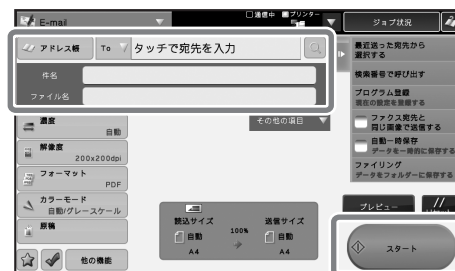 E-mail
通信中 プリンター
ジョブ状況
アドレス帳 To タッチで宛先を入力
件名
ファイル名
濃度
自動
解像度
200x200dpi
フォーマット
PDF
カラーモード
自動/グレースケール
原稿
他の機能
その他の項目
読込サイズ
自動
A4
100%
送信サイズ
自動
A4
最近送った宛先から
選択する
検索番号で呼び出す
プログラム登録
現在の設定を登録する
ファクス宛先と
同じ画像で送信する
自動一時保存
データを一時的に保存する
ファイリング
データをフォルダーに保存する
プレビュー
スタート